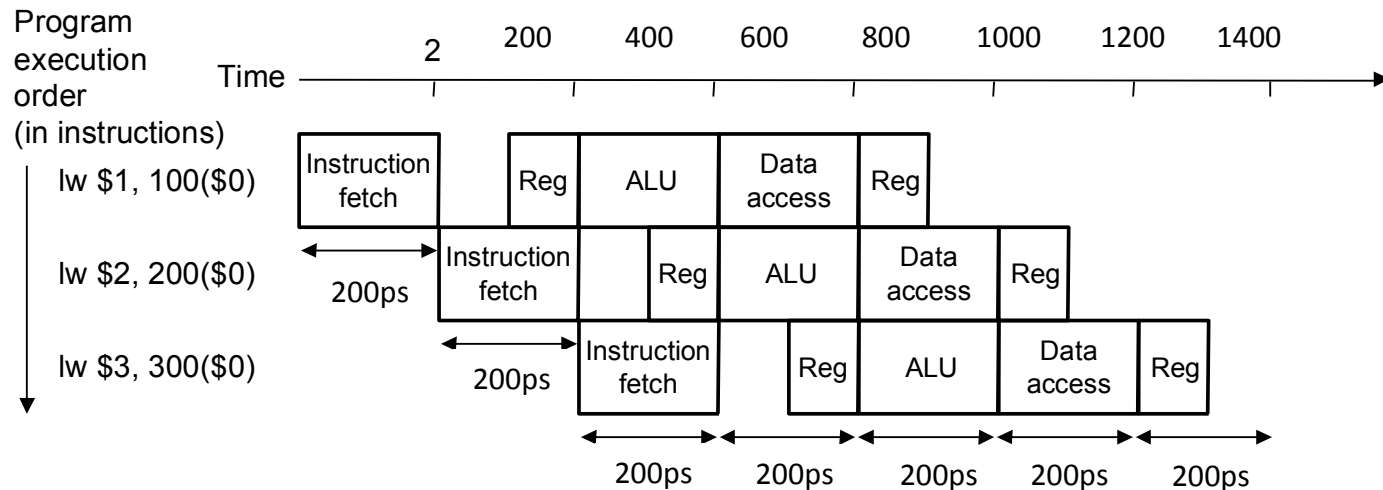 Program
execution
order
(in instructions)
Time
2
200
400
600
800
1000
1200
1400
lw $1, 100($0)
Instruction
fetch
Reg
ALU
Data
access
Reg
lw $2, 200($0)
200ps
Instruction
fetch
Reg
ALU
Data
access
Reg
lw $3, 300($0)
200ps
Instruction
fetch
Reg
ALU
Data
access
Reg
200ps
200ps
200ps
200ps
200ps